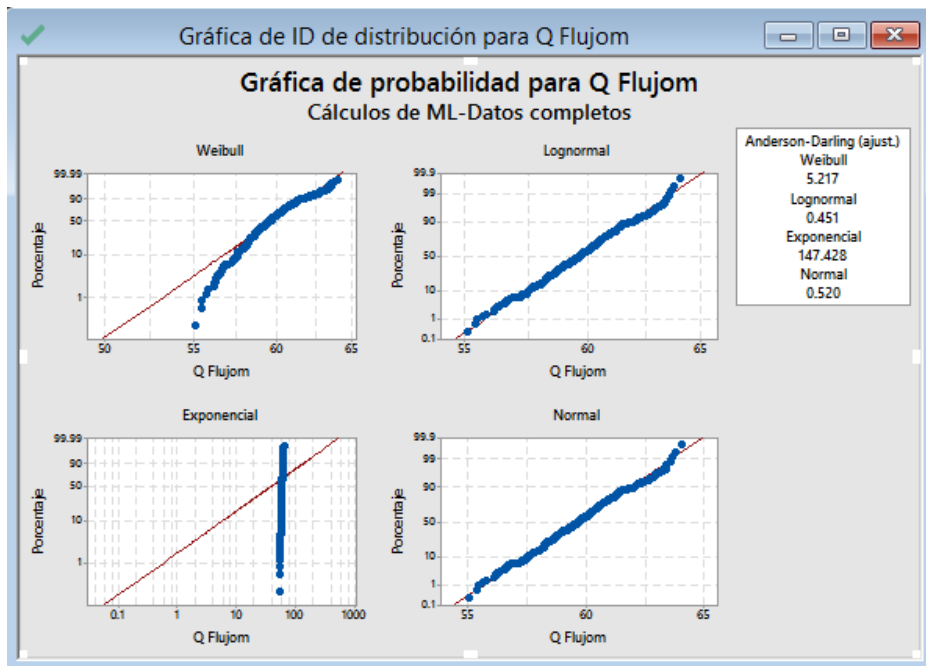 Gráfica de ID de distribución para Q Flujom
Gráfica de probabilidad para Q Flujom
Cálculos de ML-Datos completos
Weibull
99.99
90
50
10
1
Porcentaje
50
55
60
65
Q Flujom
Lognormal
99.9
99
90
50
10
1
0.1
Porcentaje
55
60
65
Q Flujom
Anderson-Darling (ajust.)
Weibull
5.217
Lognormal
0.451
Exponencial
147.428
Normal
0.520
Exponencial
99.99
90
50
10
1
Porcentaje
0.1
1
10
100
1000
Q Flujom
Normal
99.9
99
90
50
10
1
0.1
Porcentaje
55
60
65
Q Flujom